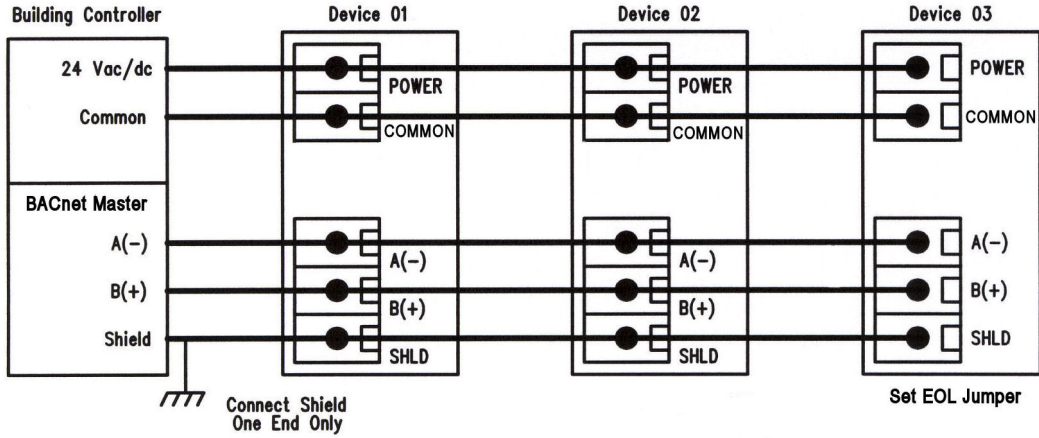 Building Controller
Device 01
Device 02
Device 03
24 Vac/dc
POWER
POWER
POWER
Common
COMMON
COMMON
COMMON
BACnet Master
A(-)
A(-)
A(-)
A(-)
B(+)
B(+)
B(+)
B(+)
Shield
SHLD
SHLD
SHLD
Connect Shield
One End Only
Set EOL Jumper